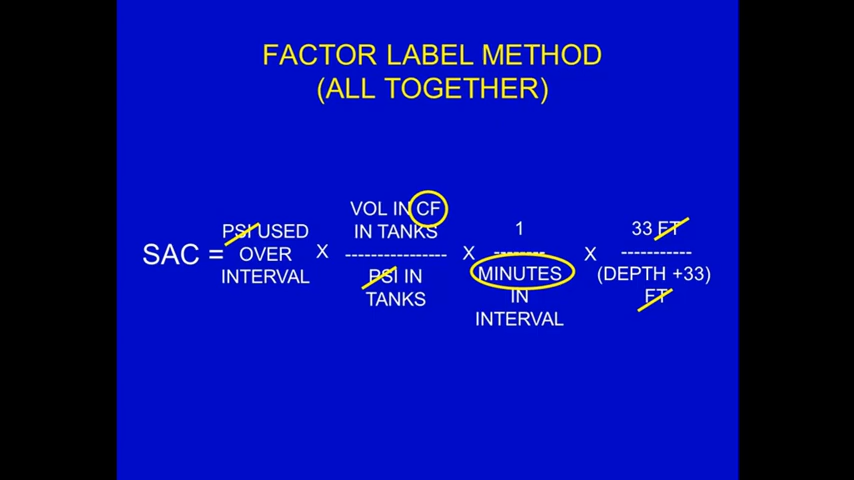 FACTOR LABEL METHOD
(ALL TOGETHER)
SAC =
PSI USED
OVER
INTERVAL
X
VOL IN CF
IN TANKS
-----------------
PSI IN
TANKS
X
1
--------
MINUTES
IN
INTERVAL
X
33 FT
-----------
(DEPTH +33)
FT